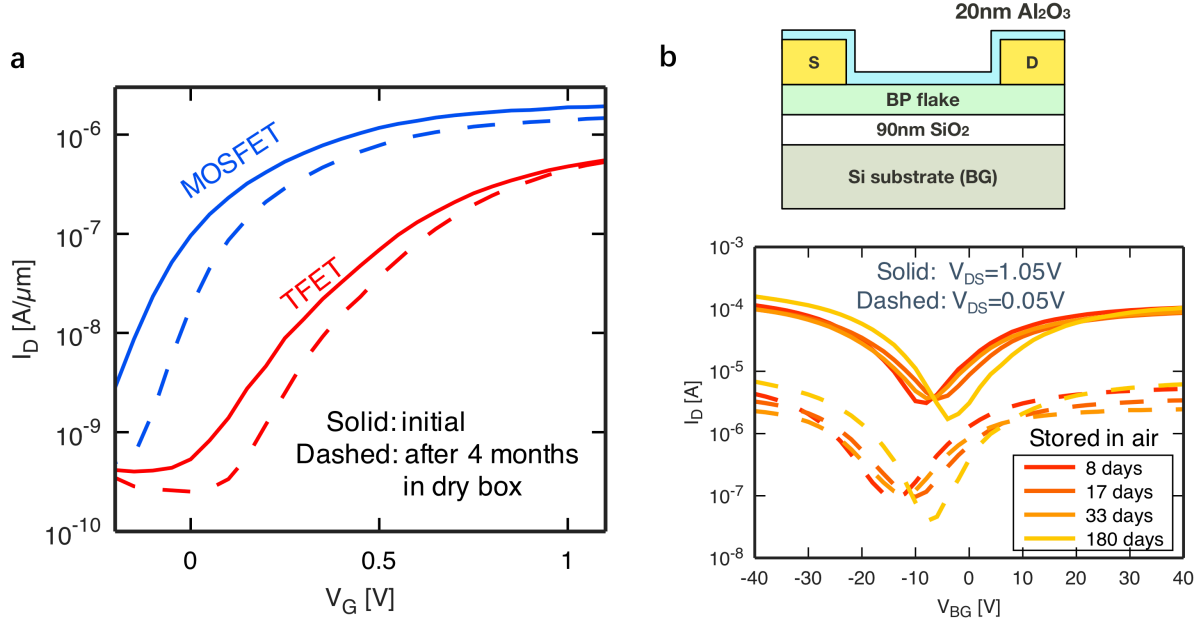 a
10⁻⁶
10⁻⁷
10⁻⁸
10⁻⁹
10⁻¹⁰
I_D [A/μm]
MOSFET
TFET
Solid: initial
Dashed: after 4 months
in dry box
0
0.5
1
V_G [V]
b
20nm Al₂O₃
S
D
BP flake
90nm SiO₂
Si substrate (BG)
10⁻³
10⁻⁴
10⁻⁵
10⁻⁶
10⁻⁷
10⁻⁸
I_D [A]
Solid: V_DS=1.05V
Dashed: V_DS=0.05V
Stored in air
8 days
17 days
33 days
180 days
-40 -30 -20 -10 0 10 20 30 40
V_BG [V]